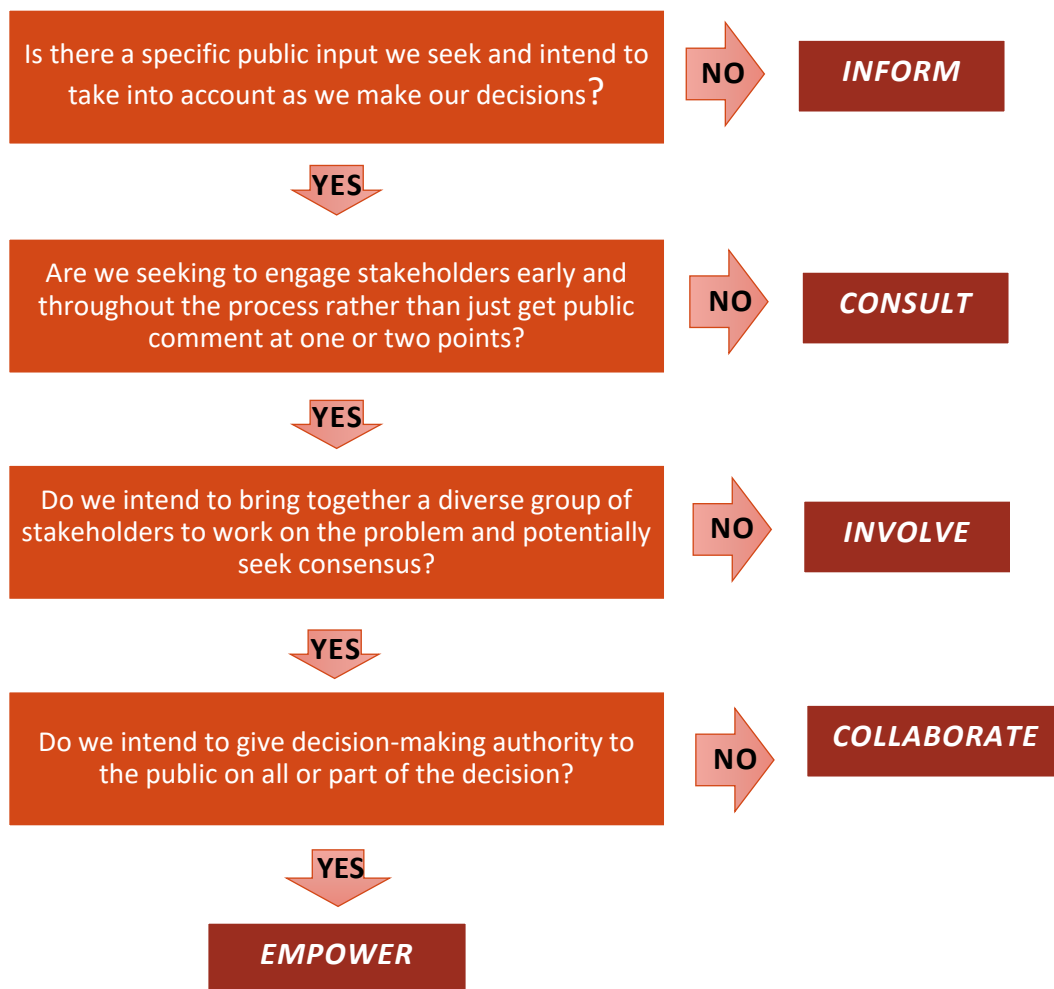 Is there a specific public input we seek and intend to
take into account as we make our decisions?
NO
INFORM
YES
Are we seeking to engage stakeholders early and
throughout the process rather than just get public
comment at one or two points?
NO
CONSULT
YES
Do we intend to bring together a diverse group of
stakeholders to work on the problem and potentially
seek consensus?
NO
INVOLVE
YES
Do we intend to give decision-making authority to
the public on all or part of the decision?
NO
COLLABORATE
YES
EMPOWER